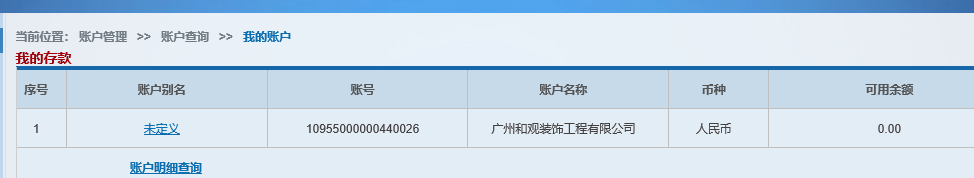 当前位置： 账户管理 >> 账户查询 >> 我的账户
我的存款
序号 账户别名 账号 账户名称 币种 可用余额
1 未定义 10955000000440026 广州和观装饰工程有限公司 人民币 0.00
账户明细查询